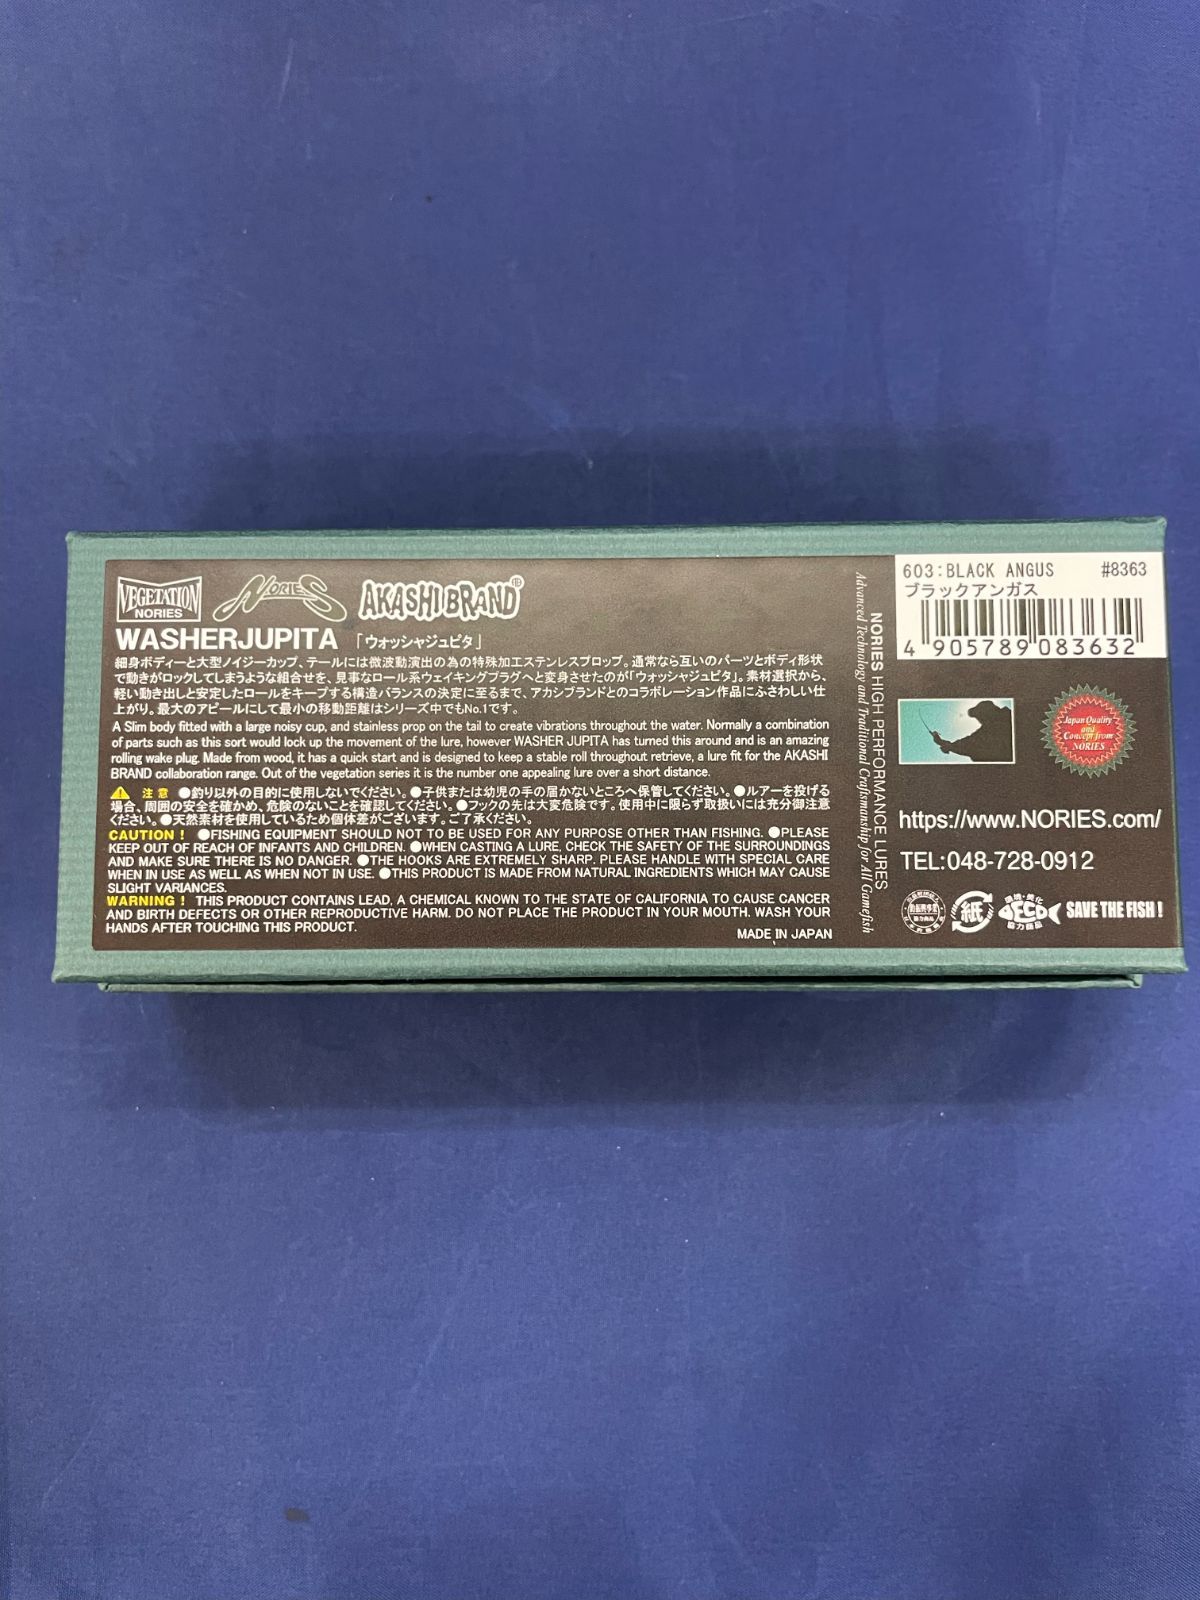 VEGETATION
NORIES
NORIES
AKASHI BRAND
WASHERJUPITA 「ウォッシャジュピタ」
細身ボディーと大型ノイジーカップ、テールには微波動演出の為の特殊加工ステンレスプロップ。通常なら互いのパーツとボディ形状
で動きがロックしてしまうような組合せを、見事なロール系ウェイキングプラグへと変身させたのが「ウォッシャジュピタ」。素材選択から、
軽い動き出しと安定したロールをキープする構造バランスの決定に至るまで、アカシブランドとのコラボレーション作品にふさわしい仕
上がり。最大のアピールにして最小の移動距離はシリーズ中でもNo.1です。
A Slim body fitted with a large noisy cup, and stainless prop on the tail to create vibrations throughout the water. Normally a combination
of parts such as this sort would lock up the movement of the lure, however WASHER JUPITA has turned this around and is an amazing
rolling wake plug. Made from wood, it has a quick start and is designed to keep a stable roll throughout retrieve, a lure fit for the AKASHI
BRAND collaboration range. Out of the vegetation series it is the number one appealing lure over a short distance.
注意 ●釣り以外の目的に使用しないでください。●子供または幼児の手の届かないところへ保管してください。●ルアーを投げる
場合、周囲の安全を確かめ、危険のないことを確認してください。●フックの先は大変危険です。使用中に限らず取扱いには充分御注意
ください。●天然素材を使用しているため個体差がございます。ご了承ください。
CAUTION ! ●FISHING EQUIPMENT SHOULD NOT TO BE USED FOR ANY PURPOSE OTHER THAN FISHING. ●PLEASE
KEEP OUT OF REACH OF INFANTS AND CHILDREN. ●WHEN CASTING A LURE, CHECK THE SAFETY OF THE SURROUNDINGS
AND MAKE SURE THERE IS NO DANGER. ●THE HOOKS ARE EXTREMELY SHARP. PLEASE HANDLE WITH SPECIAL CARE
WHEN IN USE AS WELL AS WHEN NOT IN USE. ●THIS PRODUCT IS MADE FROM NATURAL INGREDIENTS WHICH MAY CAUSE
SLIGHT VARIANCES.
WARNING ! THIS PRODUCT CONTAINS LEAD, A CHEMICAL KNOWN TO THE STATE OF CALIFORNIA TO CAUSE CANCER
AND BIRTH DEFECTS OR OTHER REPRODUCTIVE HARM. DO NOT PLACE THE PRODUCT IN YOUR MOUTH. WASH YOUR
HANDS AFTER TOUCHING THIS PRODUCT.
MADE IN JAPAN
NORIES HIGH PERFORMANCE LURES
Advanced Technology and Traditional Craftsmanship for All Gamefish
603:BLACK ANGUS #8363
ブラックアンガス
4 905789 083632
Japan Quality
and
Concept from
NORIES
https://www.NORIES.com/
TEL:048-728-0912
紙
環境・美化
ECO
協力商品
SAVE THE FISH !